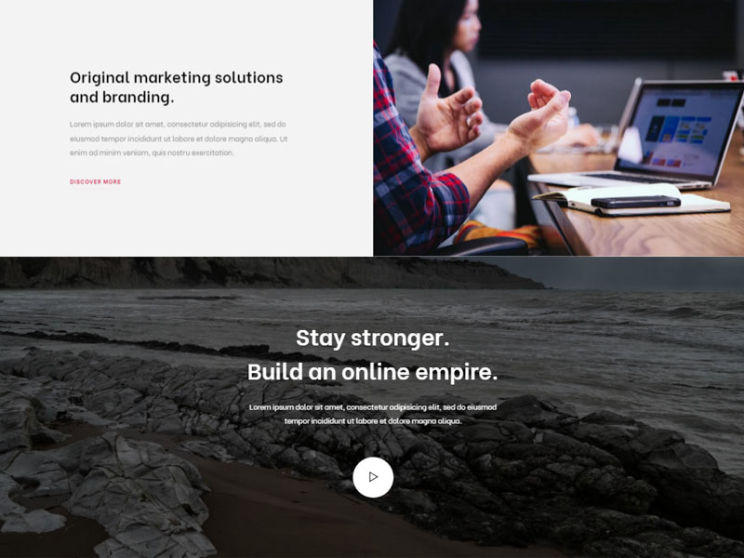 Original marketing solutions
and branding.
Lorem ipsum dolor sit amet, consectetur adipisicing elit, sed do
eiusmod tempor incididunt ut labore et dolore magna aliqua. Ut
enim ad minim veniam, quis nostru exercitation.
DISCOVER MORE
Stay stronger.
Build an online empire.
Lorem ipsum dolor sit amet, consectetur adipisicing elit, sed do eiusmod
tempor incididunt ut labore et dolore magna aliqua.